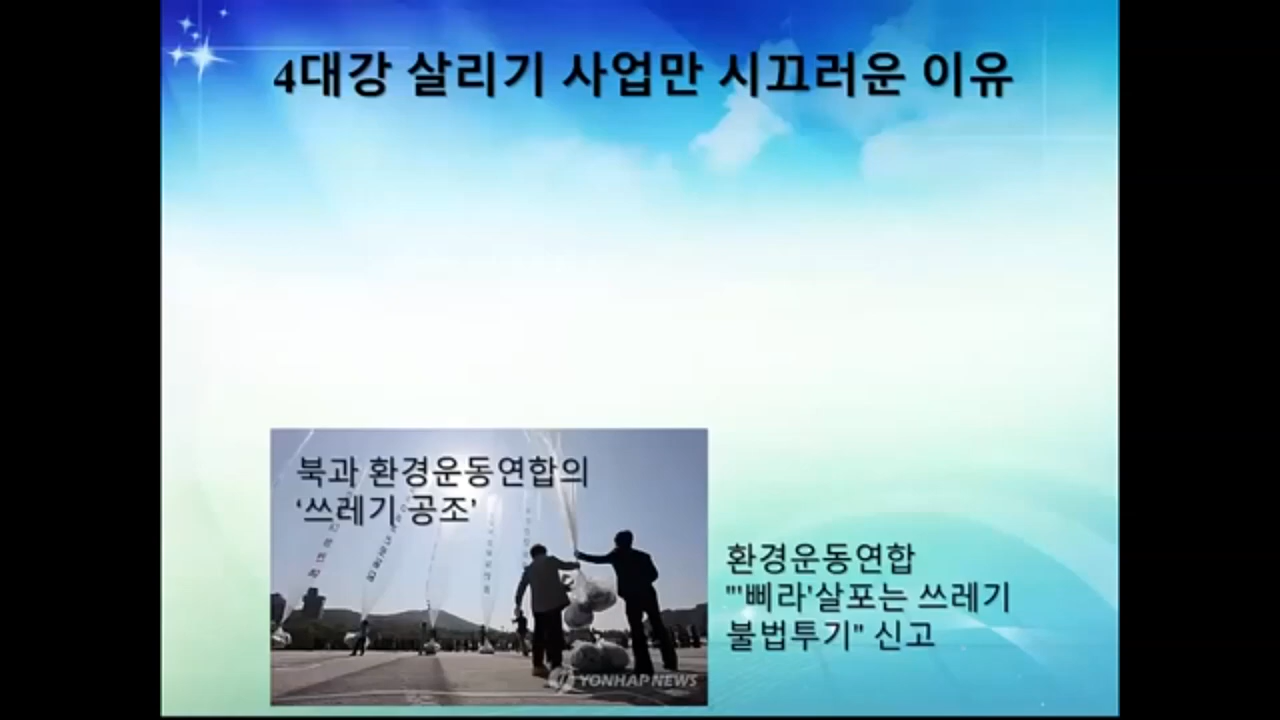 4대강 살리기 사업만 시끄러운 이유
북과 환경운동연합의
‘쓰레기 공조’
환경운동연합
"'삐라'살포는 쓰레기
불법투기" 신고
YONHAP NEWS